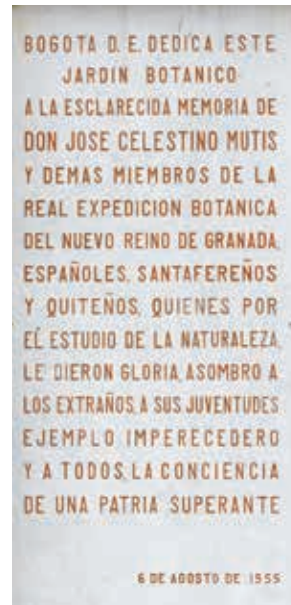 BOGOTA D. E. DEDICA ESTE
JARDIN BOTANICO
A LA ESCLARECIDA MEMORIA DE
DON JOSE CELESTINO MUTIS
Y DEMAS MIEMBROS DE LA
REAL EXPEDICION BOTANICA
DEL NUEVO REINO DE GRANADA,
ESPAÑOLES, SANTAFEREÑOS
Y QUITEÑOS, QUIENES POR
EL ESTUDIO DE LA NATURALEZA,
LE DIERON GLORIA, ASOMBRO A
LOS EXTRAÑOS, A SUS JUVENTUDES
EJEMPLO IMPERECEDERO
Y A TODOS, LA CONCIENCIA
DE UNA PATRIA SUPERANTE
6 DE AGOSTO DE 1955